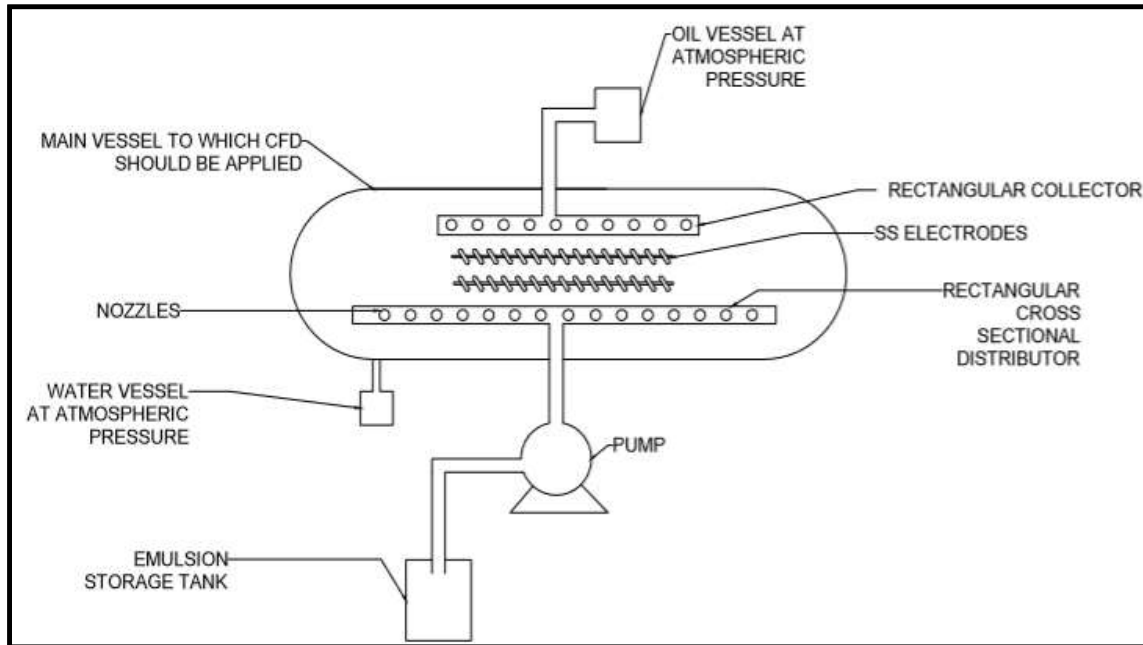 OIL VESSEL AT
ATMOSPHERIC
PRESSURE
MAIN VESSEL TO WHICH CFD
SHOULD BE APPLIED
RECTANGULAR COLLECTOR
SS ELECTRODES
NOZZLES
RECTANGULAR
CROSS
SECTIONAL
DISTRIBUTOR
WATER VESSEL
AT ATMOSPHERIC
PRESSURE
PUMP
EMULSION
STORAGE TANK